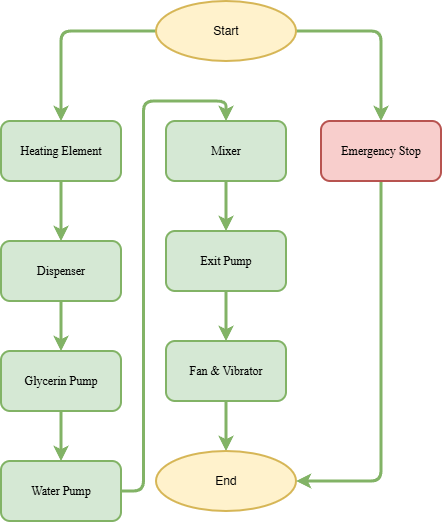 Start
Heating Element
Mixer
Emergency Stop
Dispenser
Exit Pump
Glycerin Pump
Fan & Vibrator
Water Pump
End